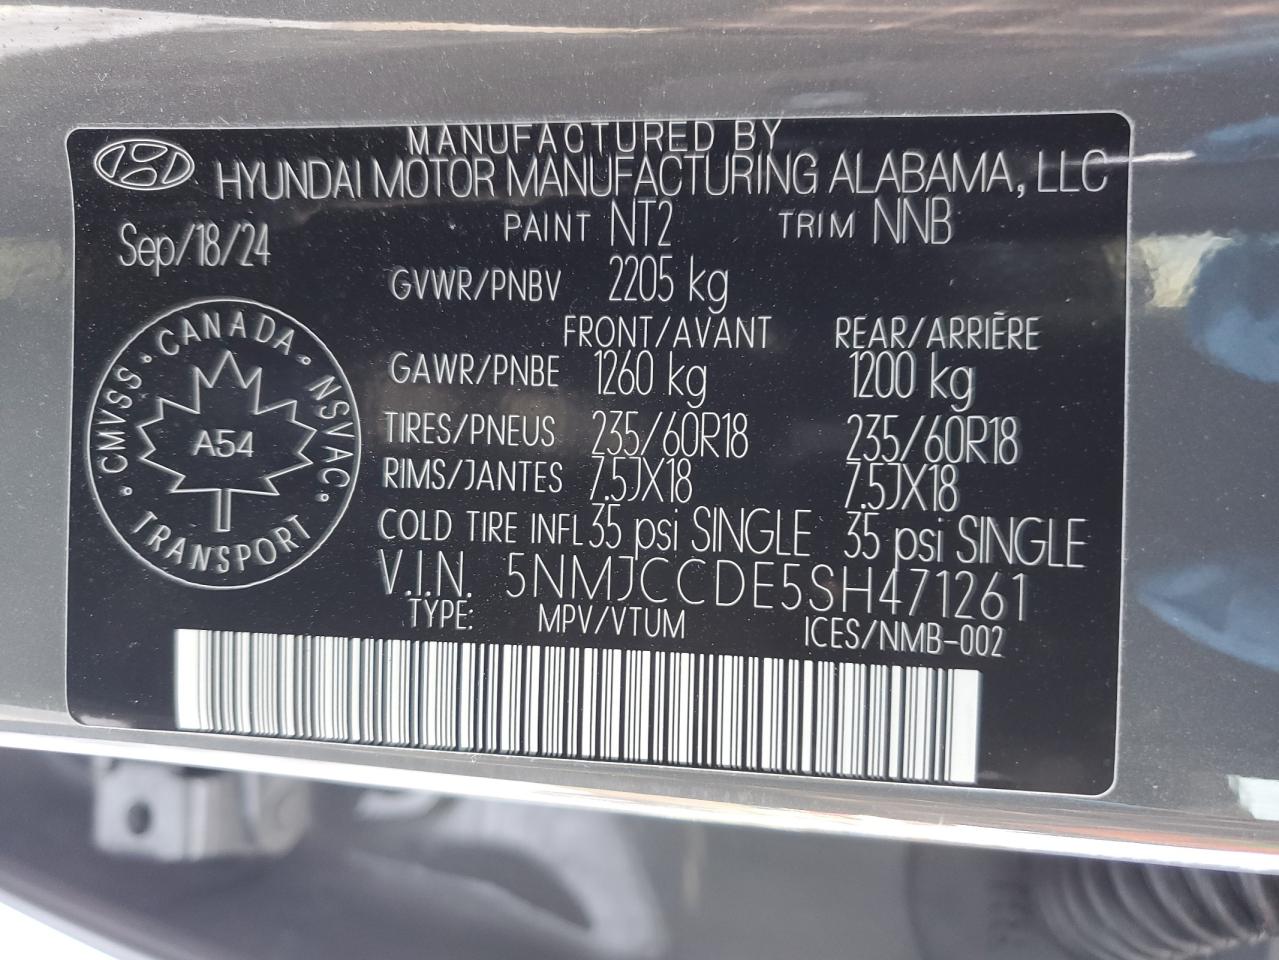 MANUFACTURED BY
HYUNDAI MOTOR MANUFACTURING ALABAMA, LLC
PAINT NT2 TRIM NNB
Sep/18/24
GVWR/PNBV 2205 kg
FRONT/AVANT REAR/ARRIÈRE
GAWR/PNBE 1260 kg 1200 kg
TIRES/PNEUS 235/60R18 235/60R18
RIMS/JANTES 7.5JX18 7.5JX18
COLD TIRE INFL 35 psi SINGLE 35 psi SINGLE
V.I.N. 5NMJCCDE5SH471261
TYPE: MPV/VTUM ICES/NMB-002
CANADA
CMVSS NSVAC
A54
TRANSPORT